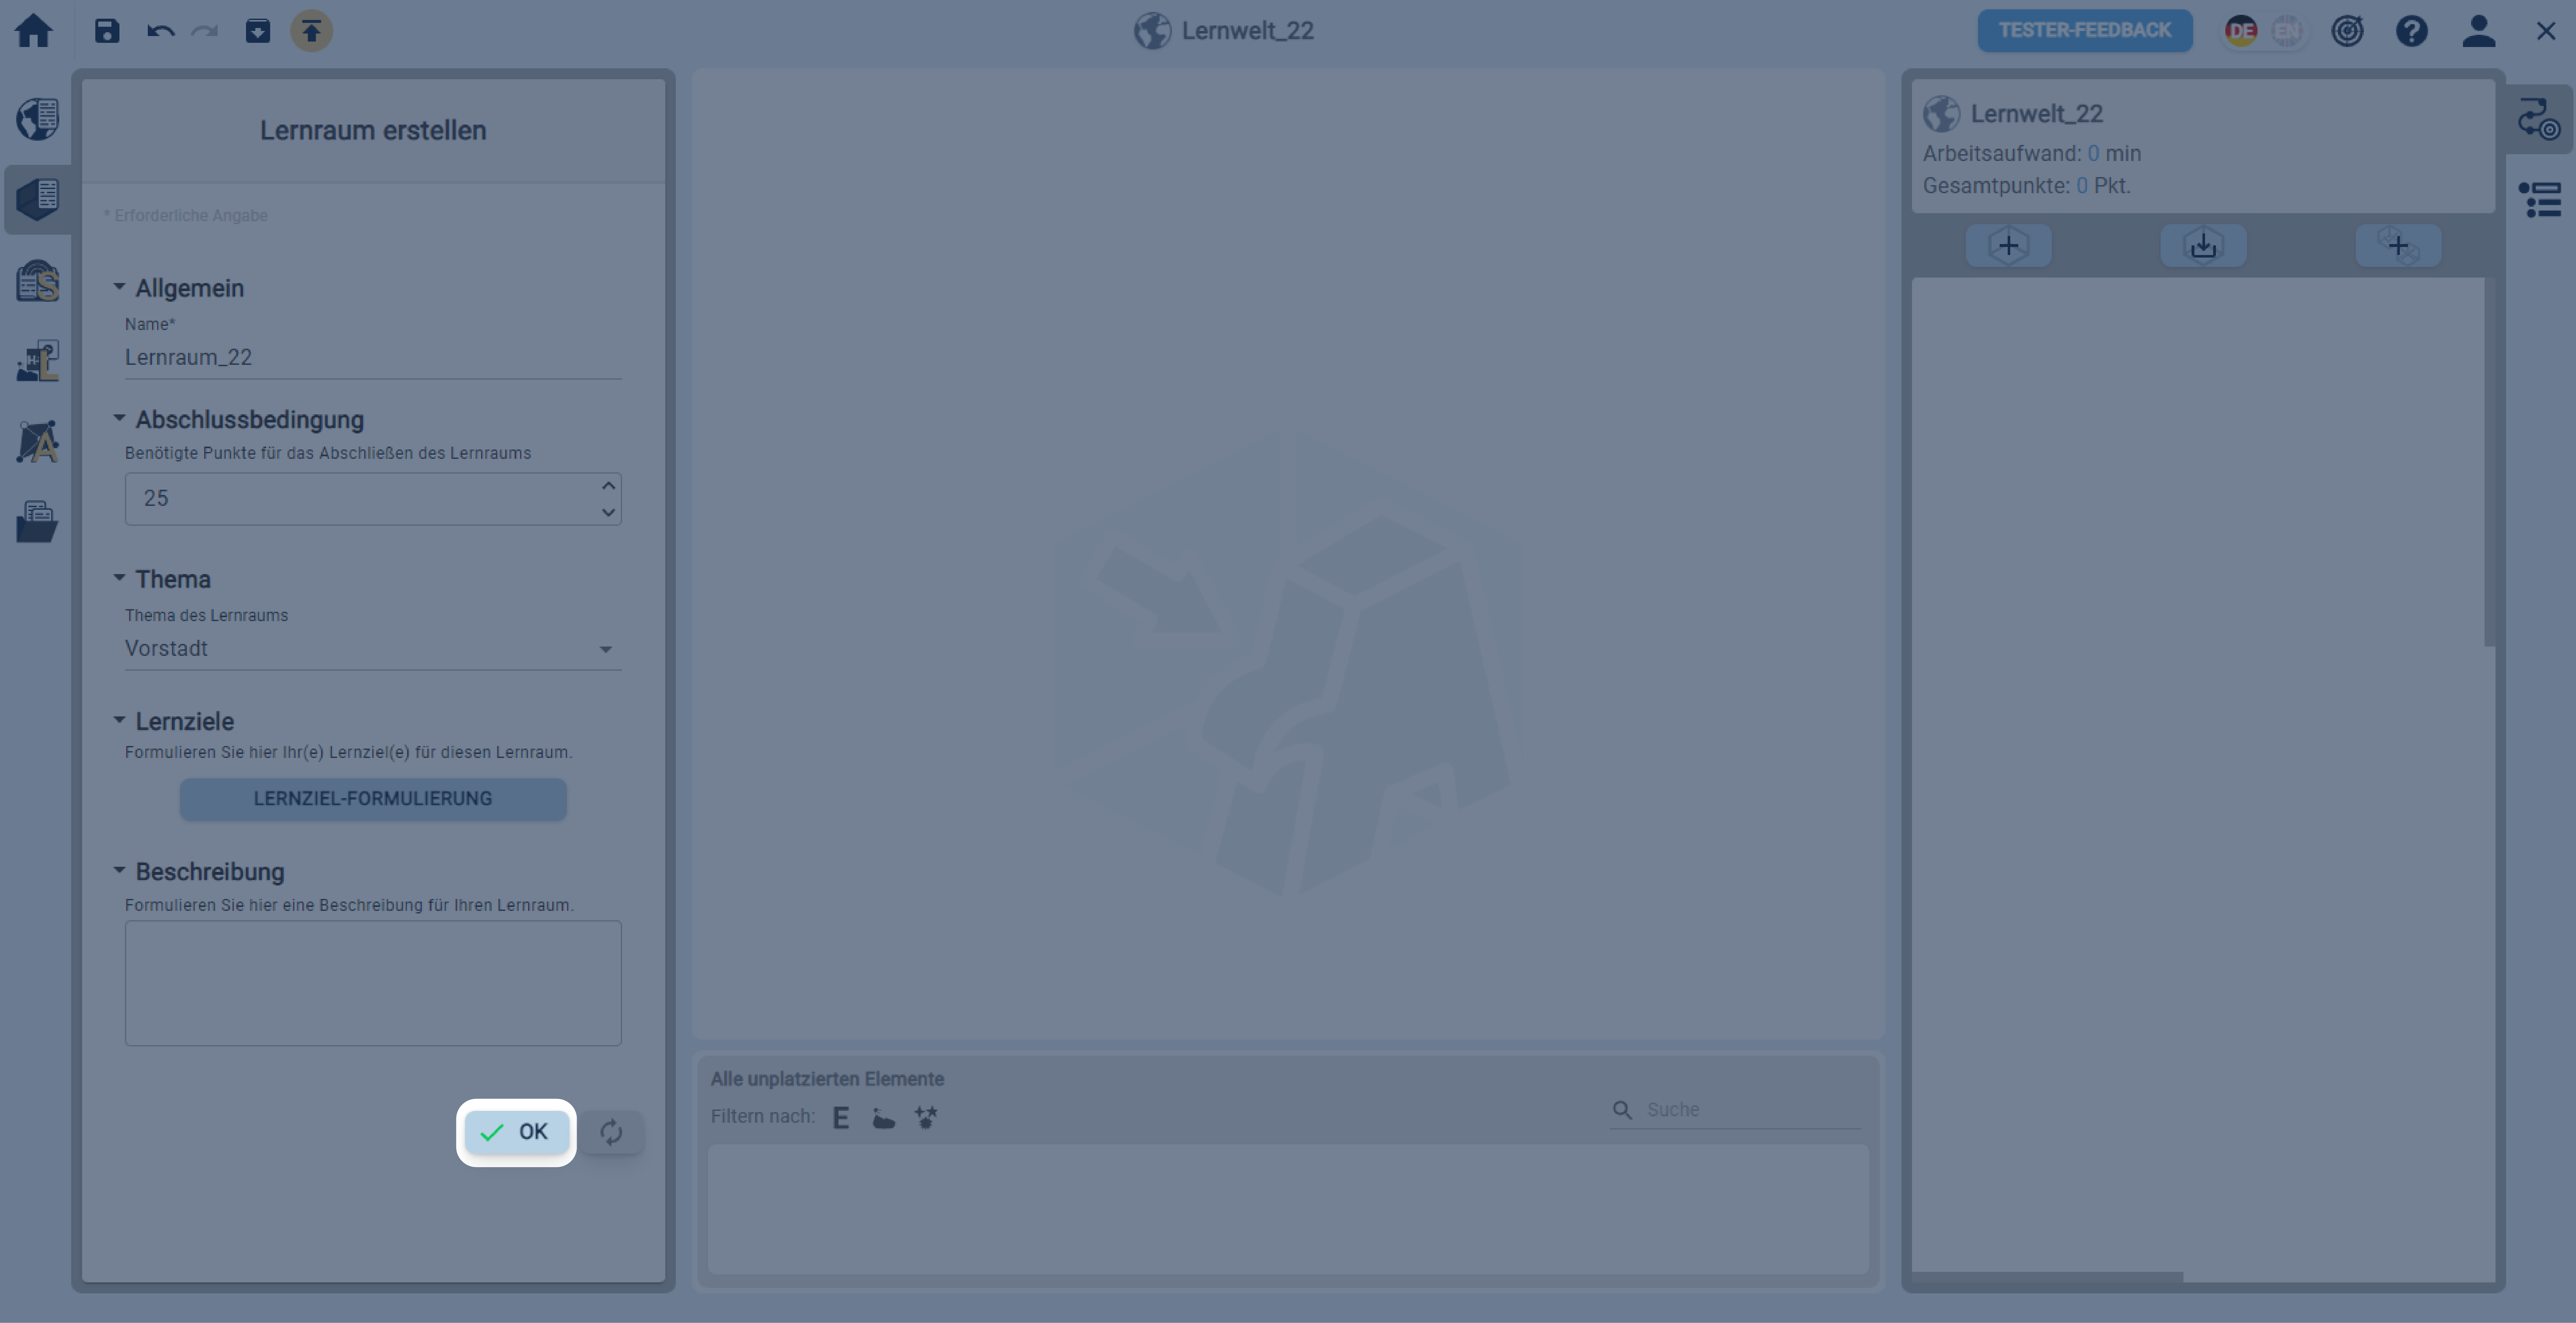 Lernwelt_22
TESTER-FEEDBACK
DE
EN
Lernraum erstellen
* Erforderliche Angabe
Allgemein
Name*
Lernraum_22
Abschlussbedingung
Benötigte Punkte für das Abschließen des Lernraums
25
Thema
Thema des Lernraums
Vorstadt
Lernziele
Formulieren Sie hier Ihr(e) Lernziel(e) für diesen Lernraum.
LERNZIEL-FORMULIERUNG
Beschreibung
Formulieren Sie hier eine Beschreibung für Ihren Lernraum.
OK
Alle unplatzierten Elemente
Filtern nach: E
Suche
Lernwelt_22
Arbeitsaufwand: 0 min
Gesamtpunkte: 0 Pkt.
S
L
A